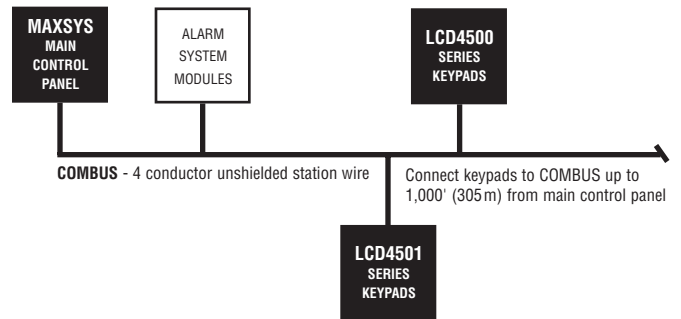 MAXSYS
MAIN
CONTROL
PANEL
ALARM
SYSTEM
MODULES
LCD4500
SERIES
KEYPADS
COMBUS - 4 conductor unshielded station wire
Connect keypads to COMBUS up to
1,000' (305m) from main control panel
LCD4501
SERIES
KEYPADS